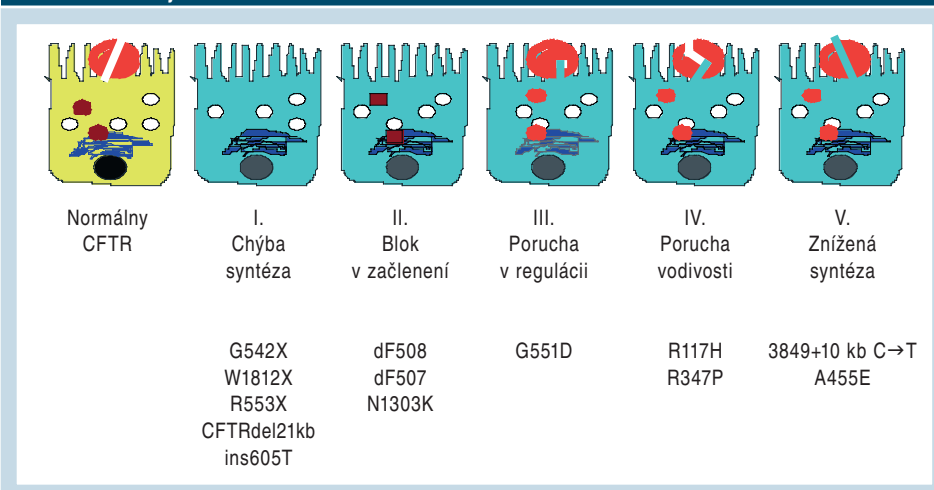 Normálny
CFTR
I.
Chýba
syntéza
II.
Blok
v začlenení
III.
Porucha
v regulácii
IV.
Porucha
vodivosti
V.
Znížená
syntéza
G542X
W1812X
R553X
CFTRdel21kb
ins605T
dF508
dF507
N1303K
G551D
R117H
R347P
3849+10 kb C→T
A455E